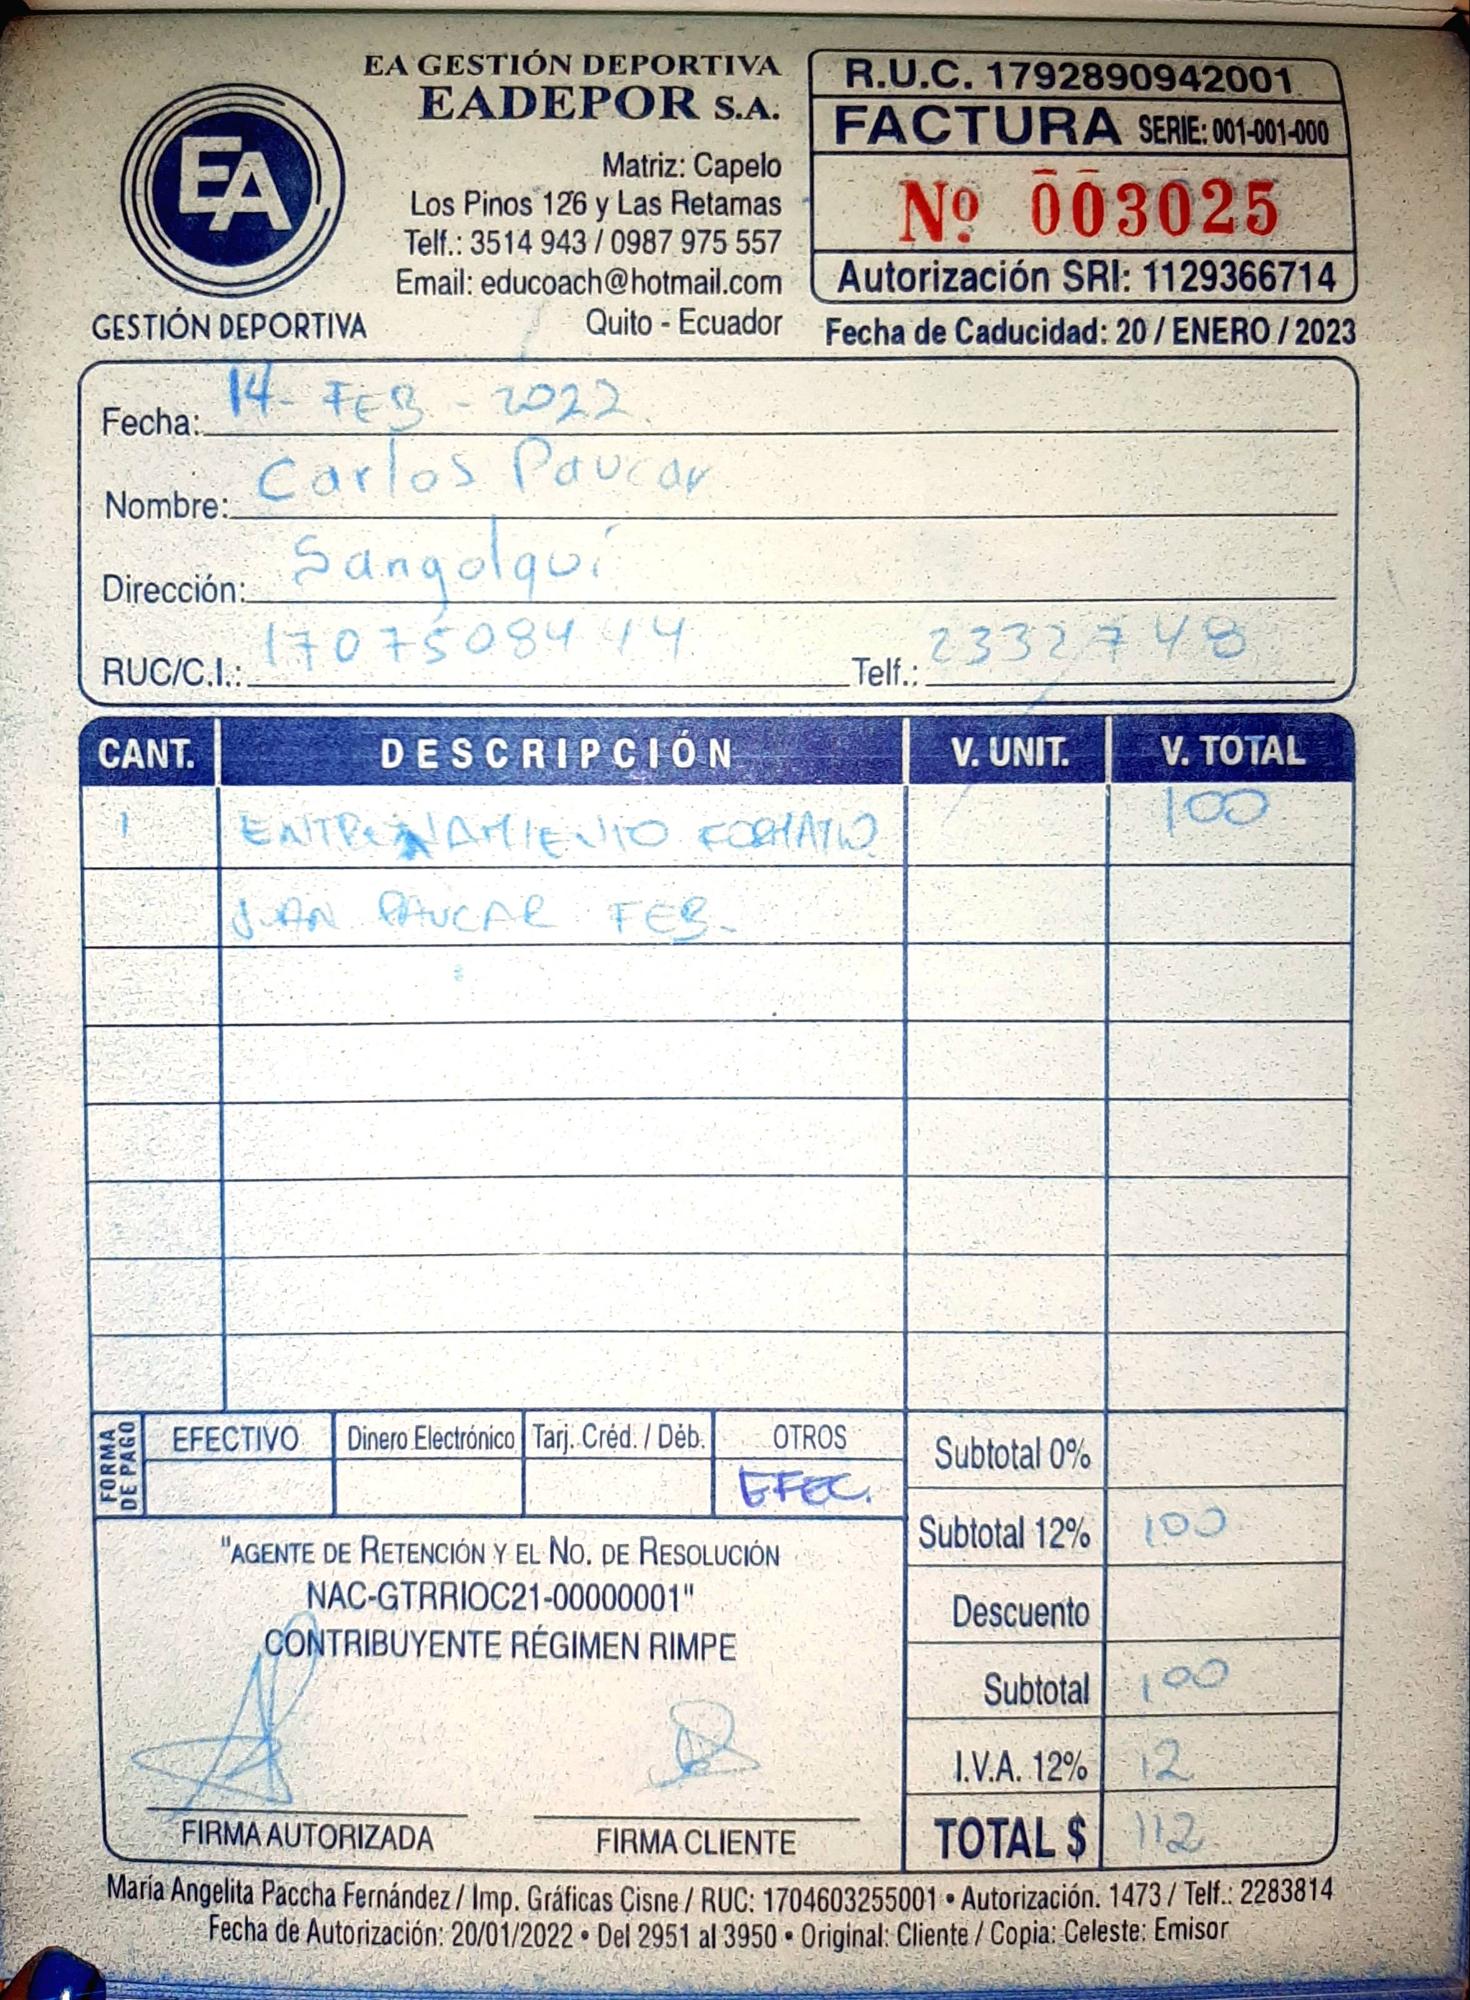 EA GESTIÓN DEPORTIVA
EADEPOR S.A.
EA
GESTIÓN DEPORTIVA
Matriz: Capelo
Los Pinos 126 y Las Retamas
Telf.: 3514 943 / 0987 975 557
Email: educoach@hotmail.com
Quito - Ecuador
R.U.C. 1792890942001
FACTURA SERIE: 001-001-000
Nº 003025
Autorización SRI: 1129366714
Fecha de Caducidad: 20 / ENERO / 2023
Fecha: 14 - FEB - 2022
Nombre: Carlos Paucar
Dirección: Sangolquí
RUC/C.I.: 1707508444 Telf.: 2332748
CANT. DESCRIPCIÓN V. UNIT. V. TOTAL
1 ENTRENAMIENTO 100
JUAN PAUCAR FEB.
FORMA DE PAGO
EFECTIVO Dinero Electrónico Tarj. Créd. / Déb. OTROS
EFEC.
Subtotal 0%
Subtotal 12% 100
Descuento
Subtotal 100
I.V.A. 12% 12
TOTAL $ 112
"AGENTE DE RETENCIÓN Y EL NO. DE RESOLUCIÓN
NAC-GTRRIOC21-00000001"
CONTRIBUYENTE RÉGIMEN RIMPE
FIRMA AUTORIZADA FIRMA CLIENTE
María Angelita Paccha Fernández / Imp. Gráficas Cisne / RUC: 1704603255001 • Autorización. 1473 / Telf.: 2283814
Fecha de Autorización: 20/01/2022 • Del 2951 al 3950 • Original: Cliente / Copia: Celeste: Emisor